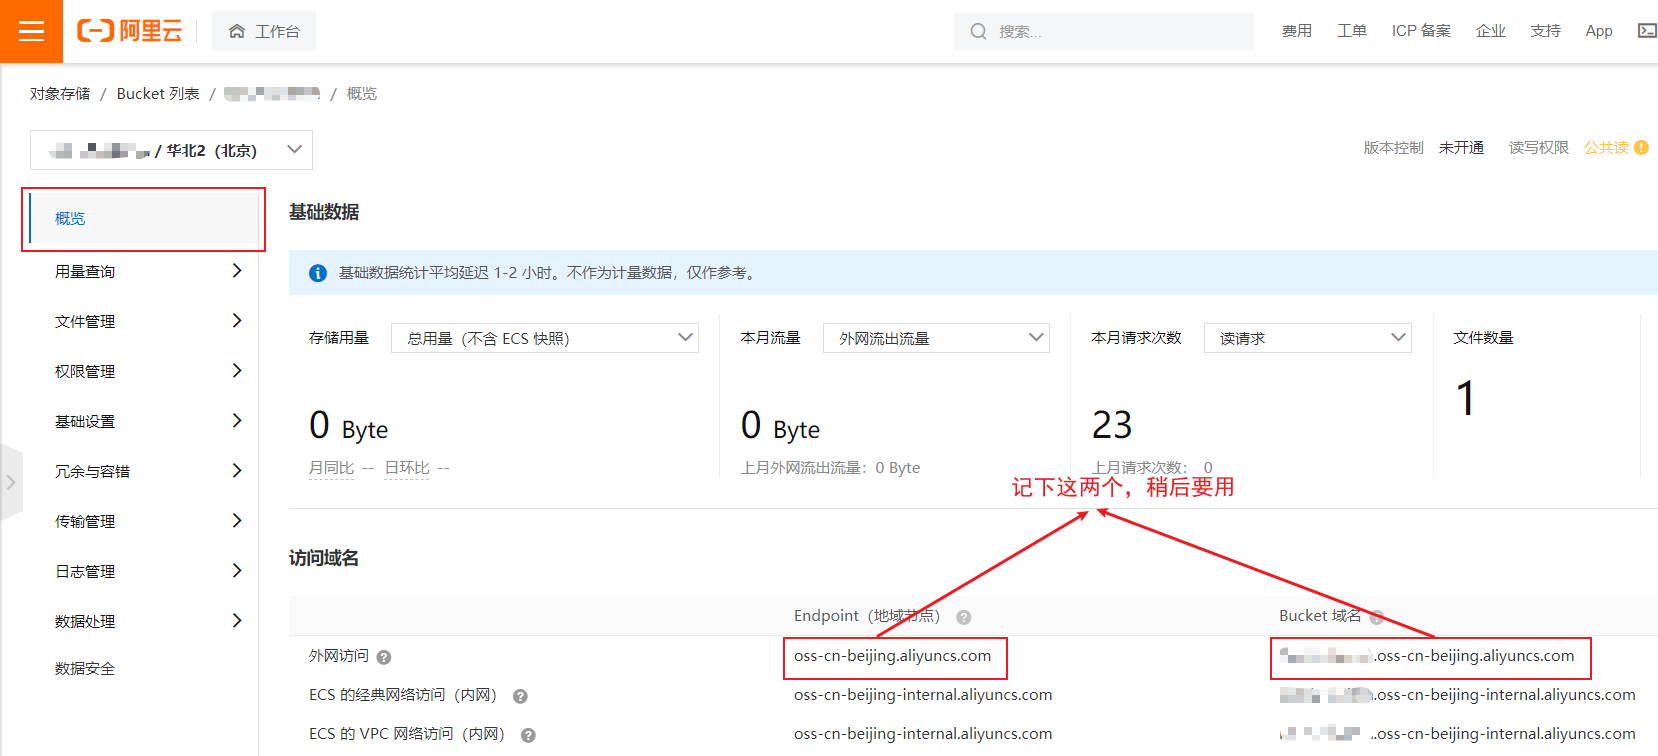 阿里云 工作台 搜索... 费用 工单 ICP 备案 企业 支持 App
对象存储 / Bucket 列表 / / 概览
/ 华北2（北京） 版本控制 未开通 读写权限 公共读
概览
用量查询
文件管理
权限管理
基础设置
冗余与容错
传输管理
日志管理
数据处理
数据安全
基础数据
基础数据统计平均延迟 1-2 小时。不作为计量数据，仅作参考。
存储用量 总用量（不含 ECS 快照） 本月流量 外网流出流量 本月请求次数 读请求 文件数量
0 Byte 0 Byte 23 1
月同比 -- 日环比 -- 上月外网流出流量：0 Byte 上月请求次数： 0
记下这两个，稍后要用
访问域名
Endpoint（地域节点） Bucket 域名
外网访问 oss-cn-beijing.aliyuncs.com .oss-cn-beijing.aliyuncs.com
ECS 的经典网络访问（内网） oss-cn-beijing-internal.aliyuncs.com .oss-cn-beijing-internal.aliyuncs.com
ECS 的 VPC 网络访问（内网） oss-cn-beijing-internal.aliyuncs.com .oss-cn-beijing-internal.aliyuncs.com